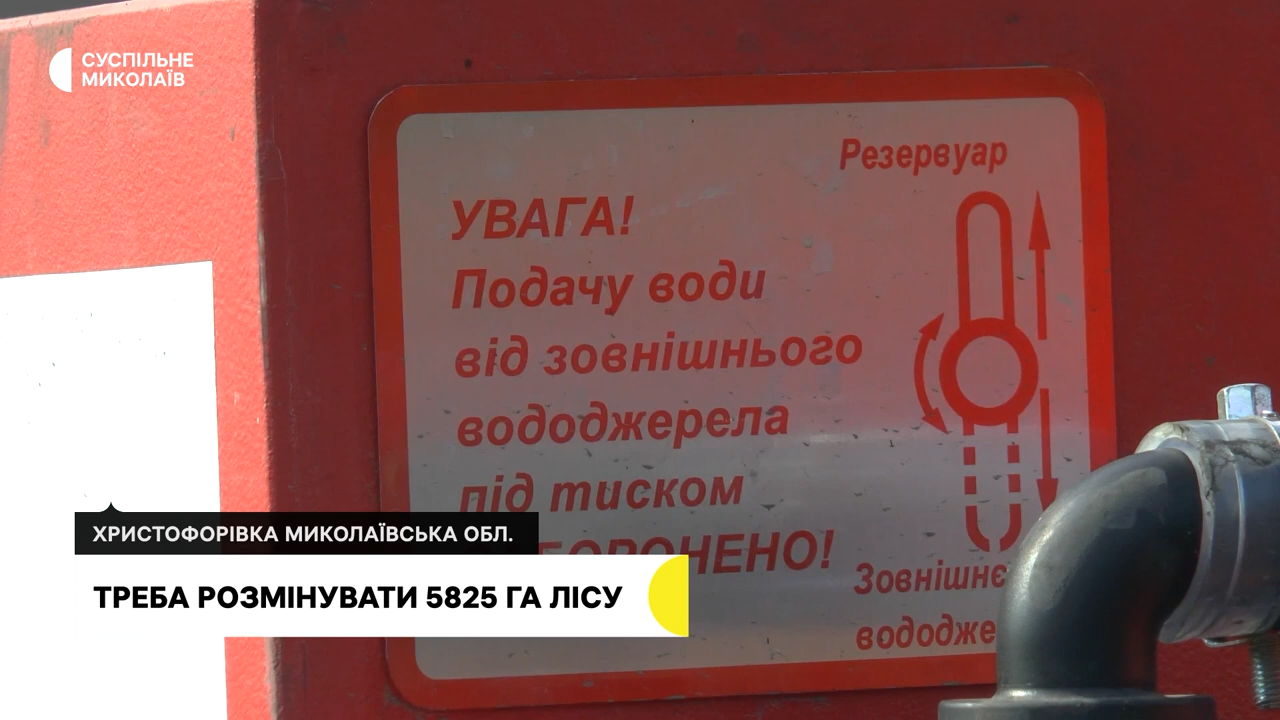 СУСПІЛЬНЕ
МИКОЛАЇВ
Резервуар
УВАГА!
Подачу води
від зовнішнього
вододжерела
під тиском
ХРИСТОФОРІВКА МИКОЛАЇВСЬКА ОБЛ.
ТРЕБА РОЗМІНУВАТИ 5825 ГА ЛІСУ